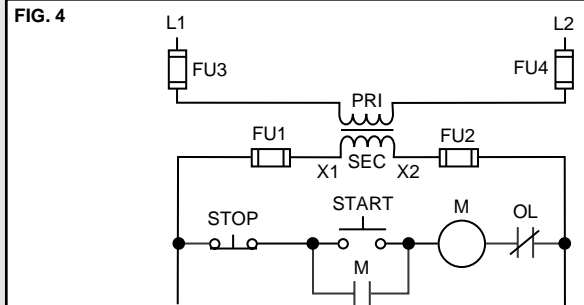 FIG. 4
L1 L2
FU3 FU4
PRI
FU1 FU2
X1 SEC X2
START
STOP M OL
M